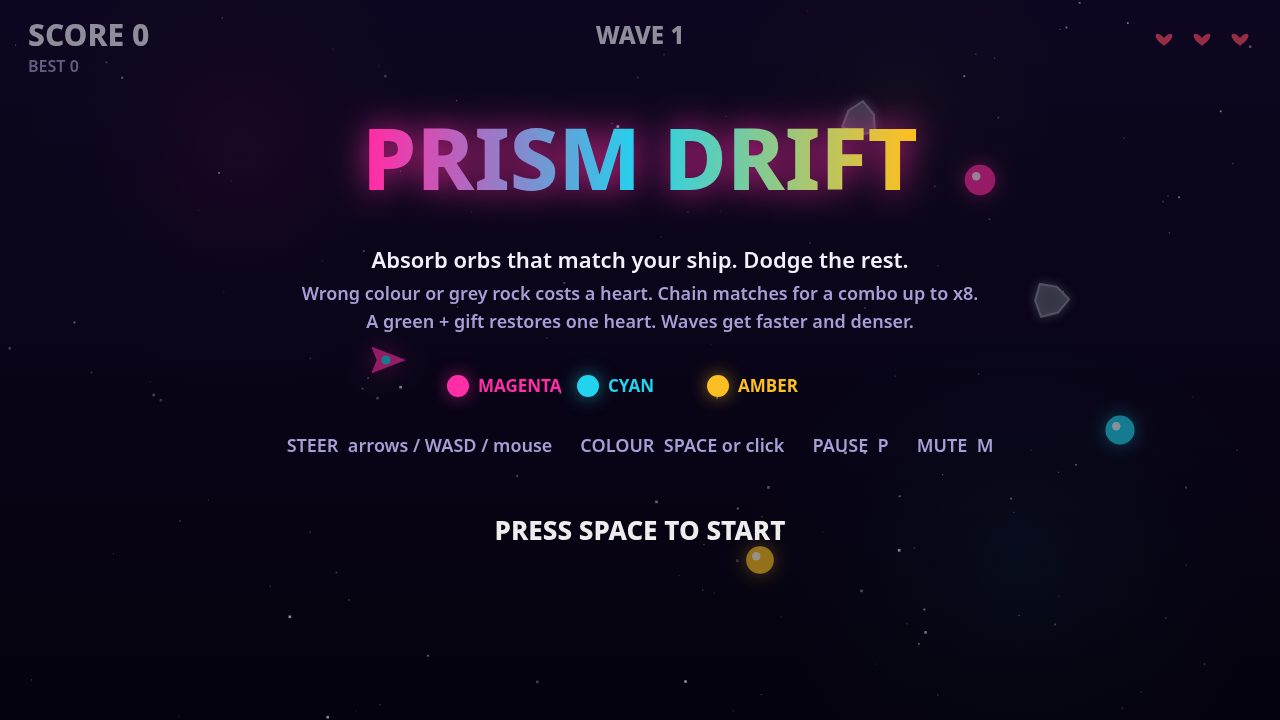 SCORE 0
WAVE 1
BEST 0
PRISM DRIFT
Absorb orbs that match your ship. Dodge the rest.
Wrong colour or grey rock costs a heart. Chain matches for a combo up to x8.
A green + gift restores one heart. Waves get faster and denser.
MAGENTA CYAN AMBER
STEER arrows / WASD / mouse COLOUR SPACE or click PAUSE P MUTE M
PRESS SPACE TO START